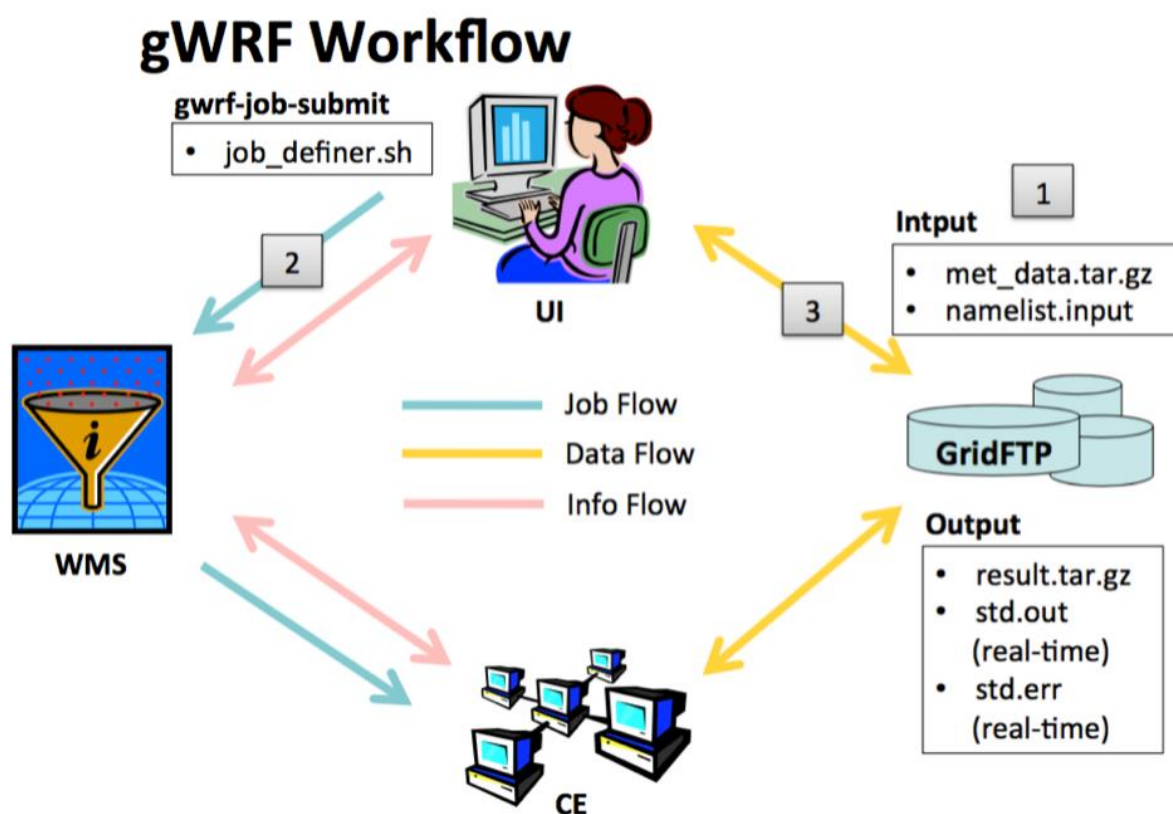 gWRF Workflow
gwrf-job-submit
• job_definer.sh
1
Intput
• met_data.tar.gz
• namelist.input
2
UI
3
i
Job Flow
Data Flow
Info Flow
GridFTP
WMS
Output
• result.tar.gz
• std.out
(real-time)
• std.err
(real-time)
CE